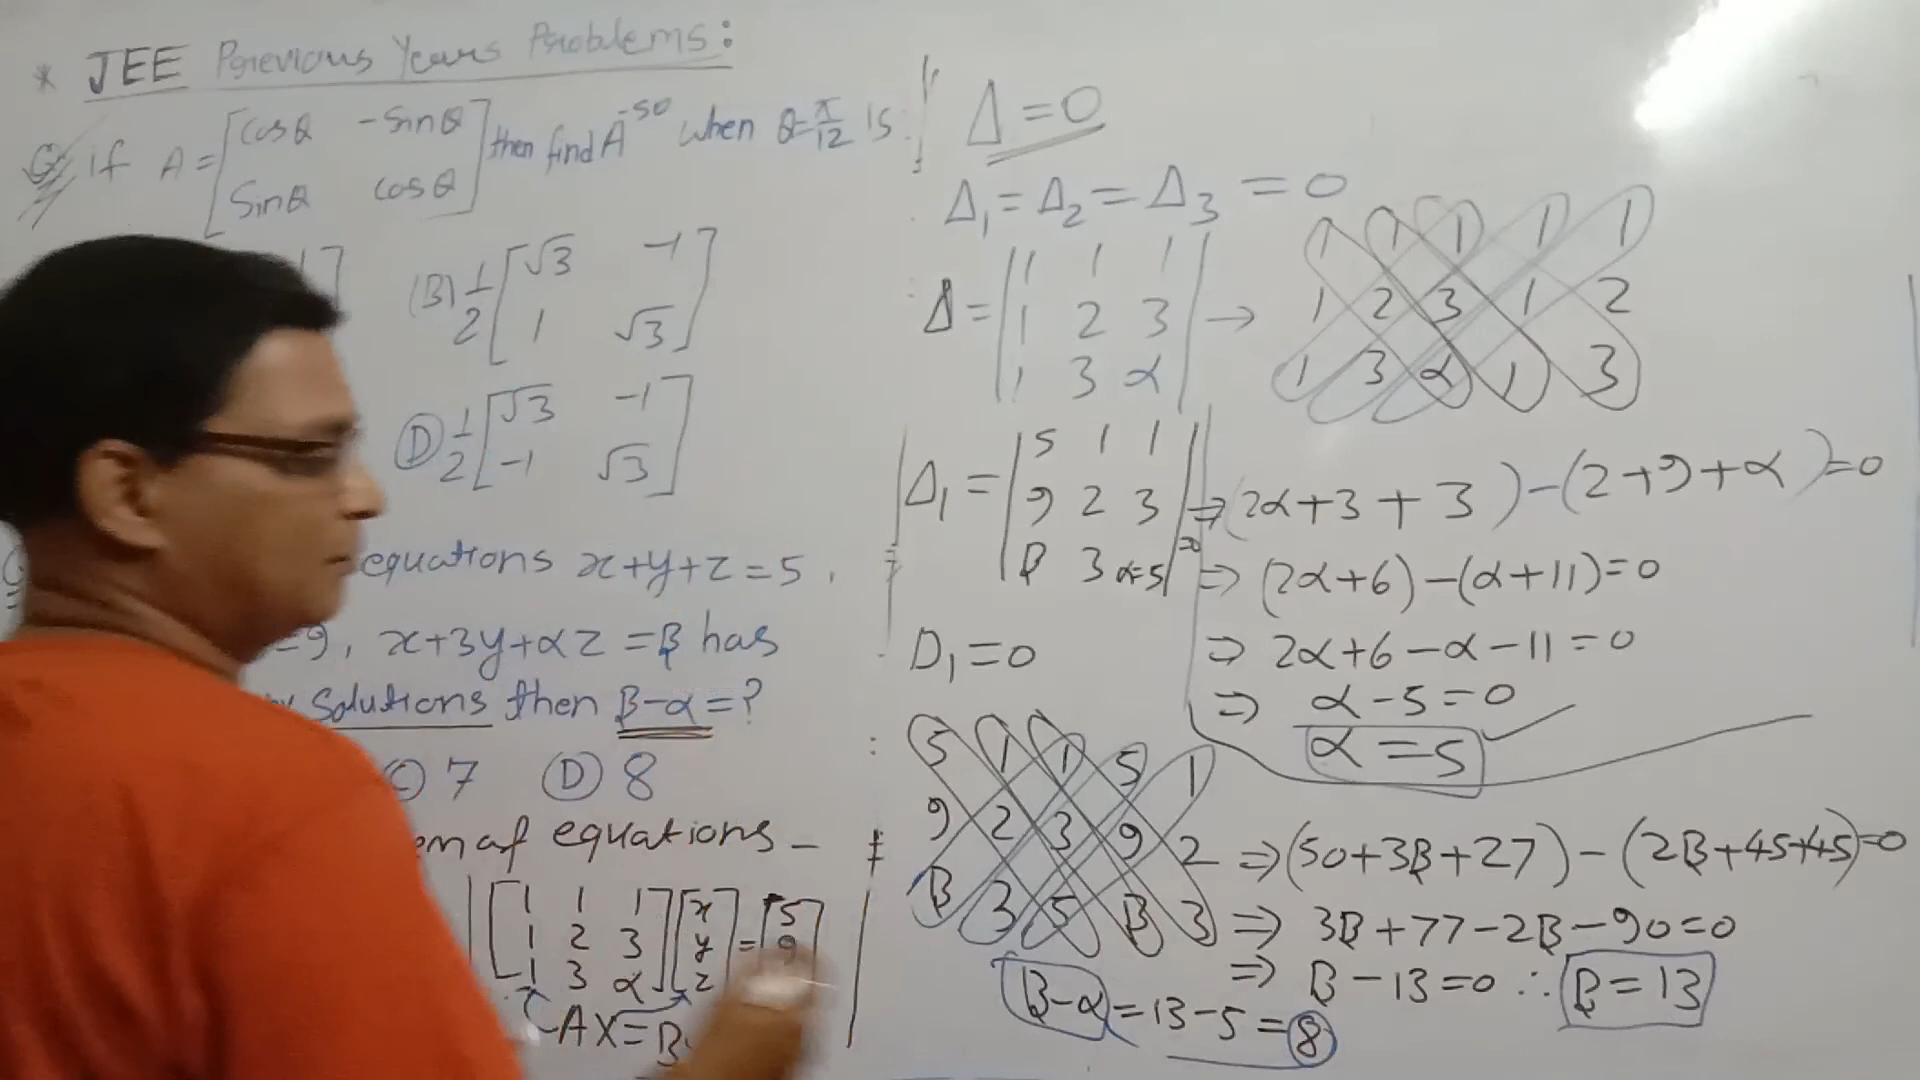 * JEE Previous Years Problems:
Q/ if A = [cosθ -sinθ
sinθ cosθ] then find A^-50 when θ=π/12 is:
(B) 1/2 [√3 -1
1 √3]
(D) 1/2 [√3 -1
-1 √3]
equations x+y+z=5,
=9, x+3y+αz=β has
solutions then β-α=?
(C) 7 (D) 8
em of equations -
[1 1 1
1 2 3
1 3 α] [x
y
z] = [5
9
AX=B
Δ=0
Δ₁=Δ₂=Δ₃=0
Δ= |1 1 1
1 2 3
1 3 α| →
1 1 1 1 1
1 2 3 1 2
1 3 α 1 3
⇒ (2α+3+3)-(2+9+α)=0
⇒ (2α+6)-(α+11)=0
⇒ 2α+6-α-11=0
⇒ α-5=0
α=5
Δ₁= |5 1 1
9 2 3
β 3 α=5| =0
D₁=0
5 1 1 5 1
9 2 3 9 2
β 3 5 β 3
⇒(50+3β+27)-(2β+45+45)=0
⇒ 3β+77-2β-90=0
⇒ β-13=0 ∴ β=13
β-α=13-5=8